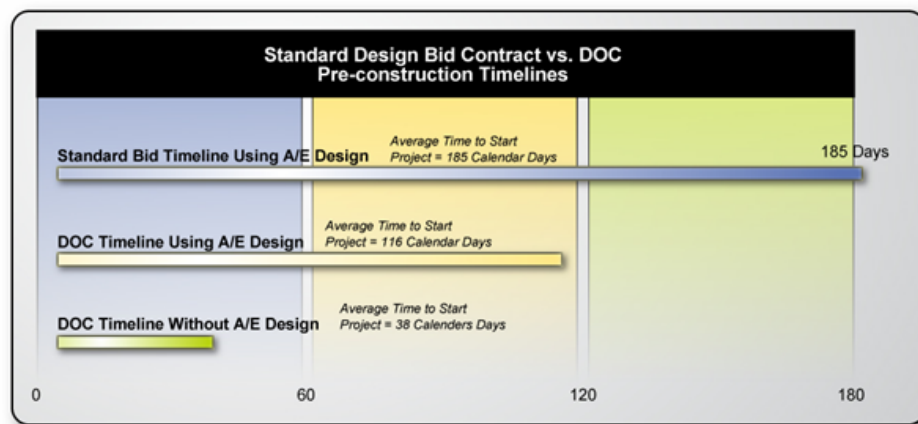 Standard Design Bid Contract vs. DOC
Pre-construction Timelines
Average Time to Start
Project = 185 Calendar Days
Standard Bid Timeline Using A/E Design
185 Days
Average Time to Start
Project = 116 Calendar Days
DOC Timeline Using A/E Design
Average Time to Start
Project = 38 Calenders Days
DOC Timeline Without A/E Design
0 60 120 180